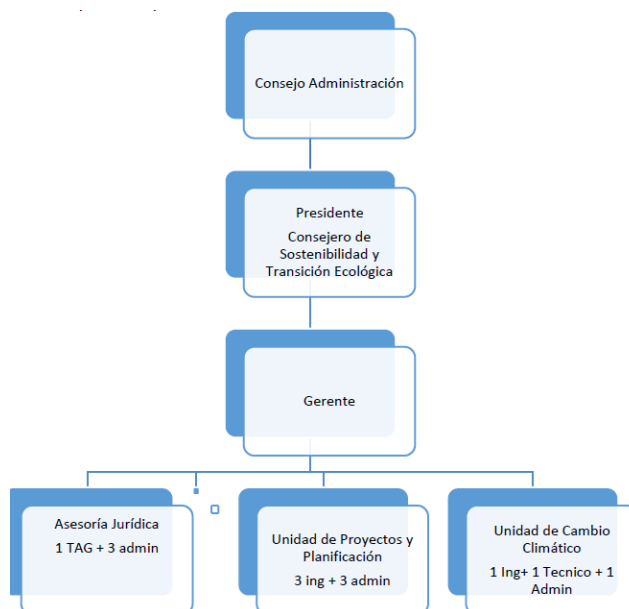 Consejo Administración
Presidente
Consejero de
Sostenibilidad y
Transición Ecológica
Gerente
Asesoría Jurídica
1 TAG + 3 admin
Unidad de Proyectos y
Planificación
3 ing + 3 admin
Unidad de Cambio
Climático
1 Ing+ 1 Tecnico + 1
Admin